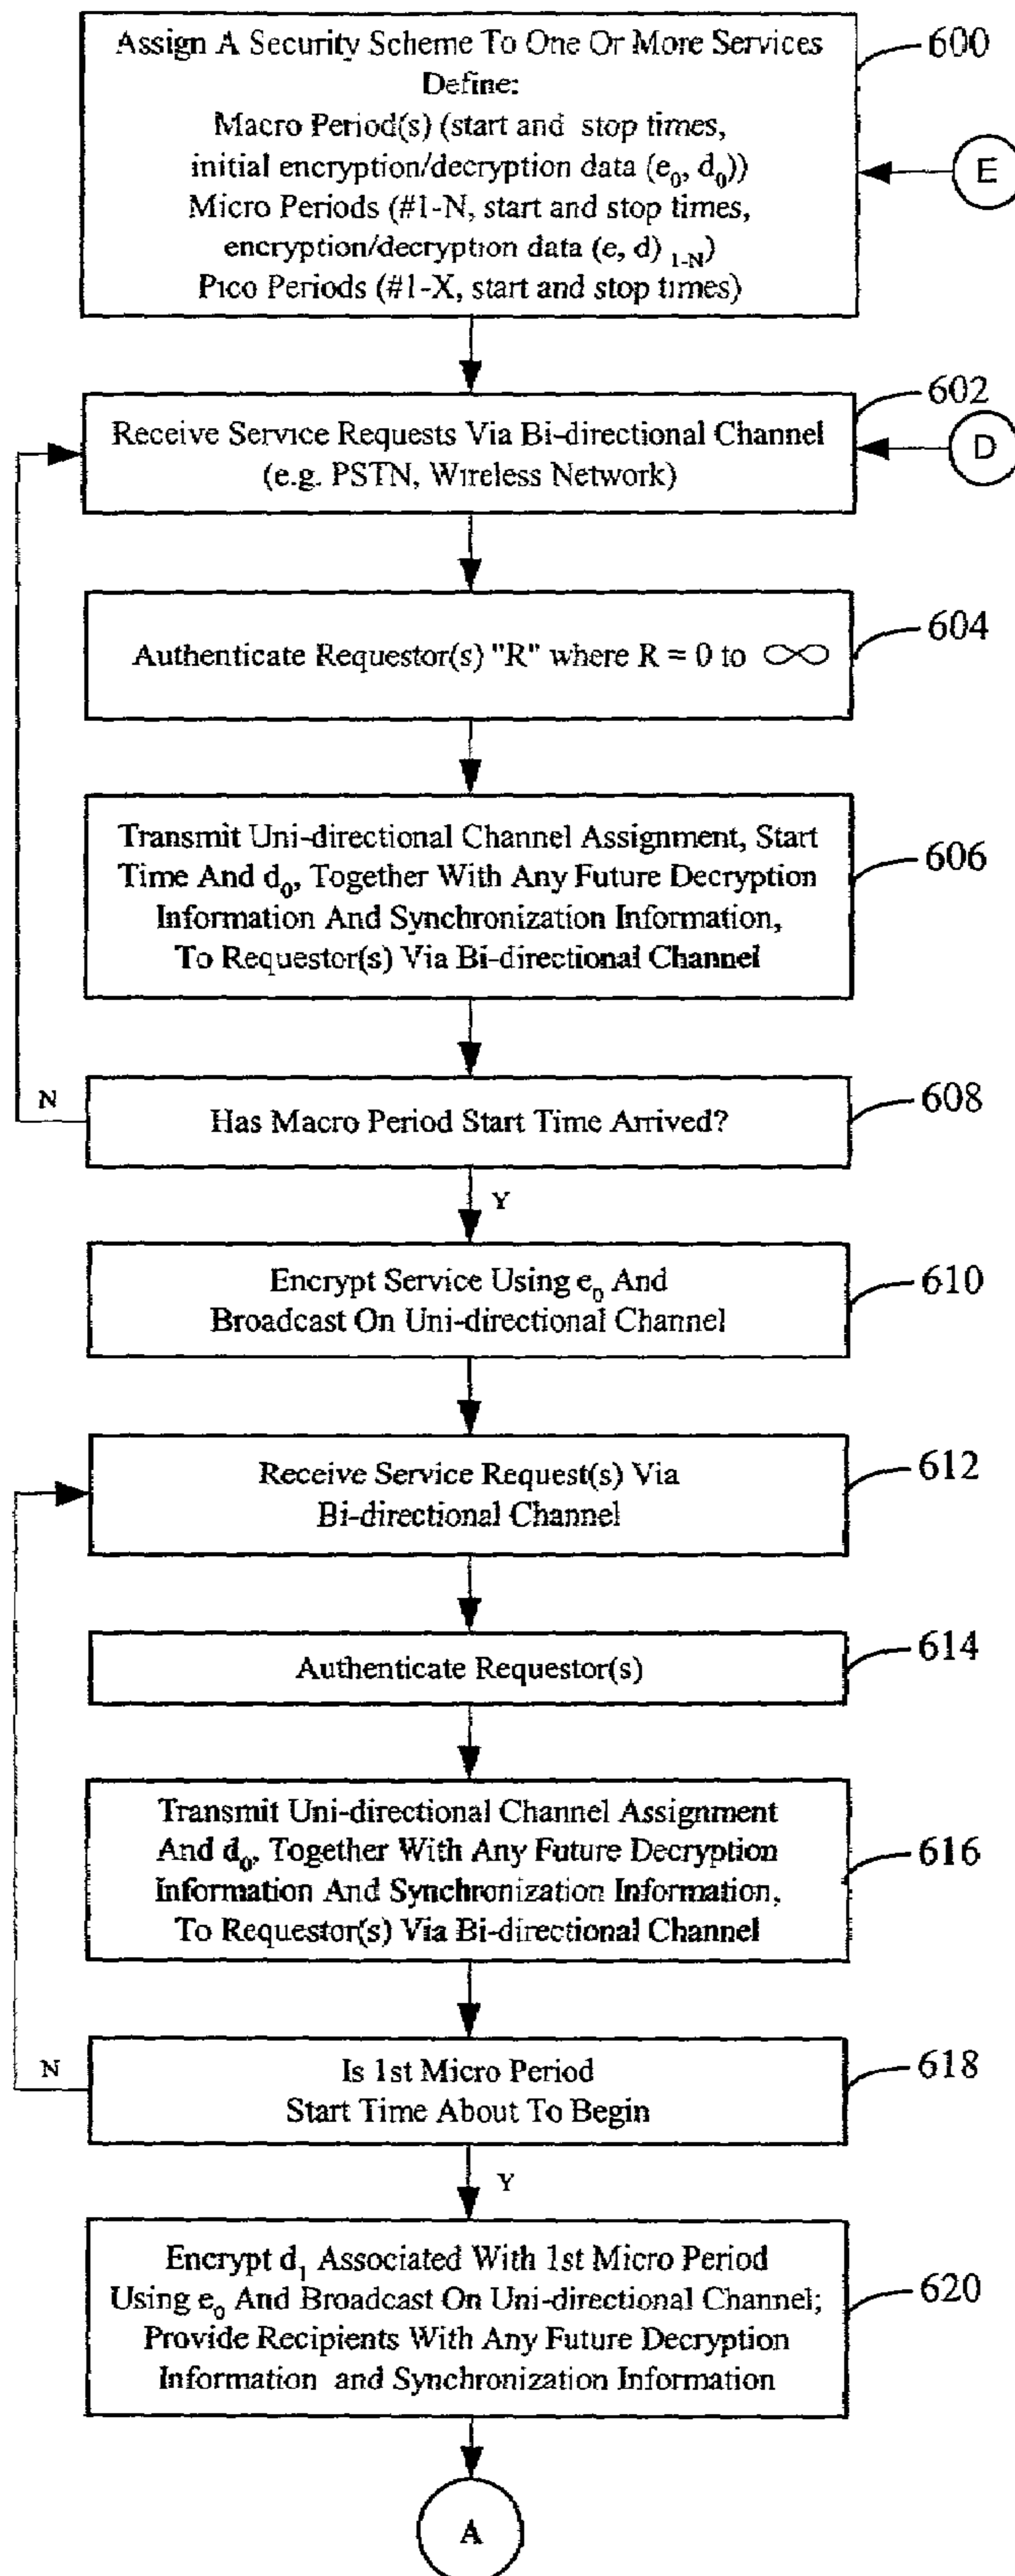 Assign A Security Scheme To One Or More Services
Define:
Macro Period(s) (start and stop times,
initial encryption/decryption data (e₀, d₀))
Micro Periods (#1-N, start and stop times,
encryption/decryption data (e, d) ₁₋N)
Pico Periods (#1-X, start and stop times)
600
E
Receive Service Requests Via Bi-directional Channel
(e.g. PSTN, Wireless Network)
602
D
Authenticate Requestor(s) "R" where R = 0 to ∞
604
Transmit Uni-directional Channel Assignment, Start
Time And d₀, Together With Any Future Decryption
Information And Synchronization Information,
To Requestor(s) Via Bi-directional Channel
606
N
Has Macro Period Start Time Arrived?
608
Y
Encrypt Service Using e₀ And
Broadcast On Uni-directional Channel
610
Receive Service Request(s) Via
Bi-directional Channel
612
Authenticate Requestor(s)
614
Transmit Uni-directional Channel Assignment
And d₀, Together With Any Future Decryption
Information And Synchronization Information,
To Requestor(s) Via Bi-directional Channel
616
N
Is 1st Micro Period
Start Time About To Begin
618
Y
Encrypt d₁ Associated With 1st Micro Period
Using e₀ And Broadcast On Uni-directional Channel;
Provide Recipients With Any Future Decryption
Information and Synchronization Information
620
A